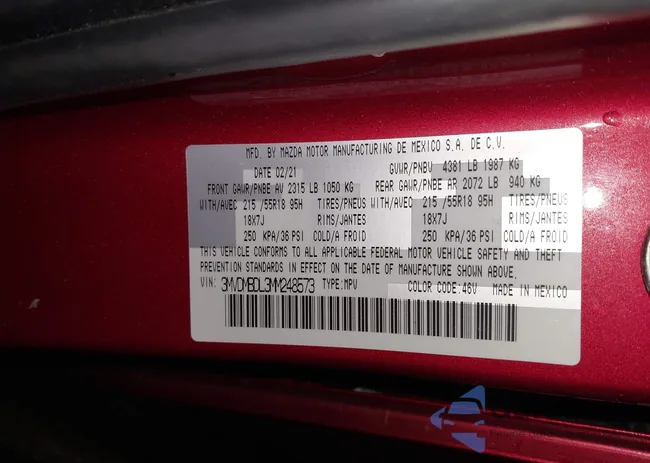 MFD. BY MAZDA MOTOR MANUFACTURING DE MEXICO S.A. DE C.V.
DATE 02/21 GVWR/PNBV 4381 LB 1987 KG
FRONT GAWR/PNBE AV 2315 LB 1050 KG REAR GAWR/PNBE AR 2072 LB 940 KG
WITH/AVEC 215 /55R18 95H TIRES/PNEUS WITH/AVEC 215 /55R18 95H TIRES/PNEUS
18X7J RIMS/JANTES 18X7J RIMS/JANTES
250 KPA/36 PSI COLD/A FROID 250 KPA/36 PSI COLD/A FROID
THIS VEHICLE CONFORMS TO ALL APPLICABLE FEDERAL MOTOR VEHICLE SAFETY AND THEFT
PREVENTION STANDARDS IN EFFECT ON THE DATE OF MANUFACTURE SHOWN ABOVE.
VIN: 3MVDMBDL3MM248573 TYPE:MPV COLOR CODE:46V MADE IN MEXICO